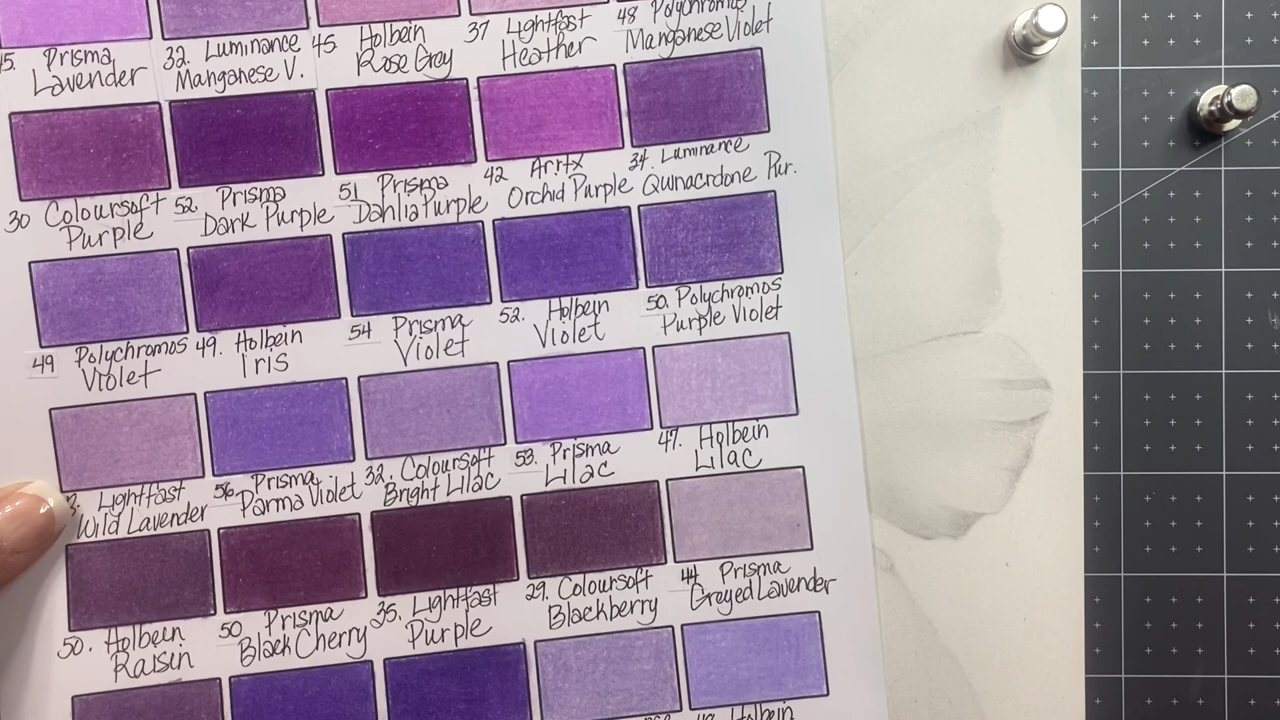 45. Prisma
Lavender
32. Luminance
Manganese V.
45. Holbein
Rose Grey
37 Lightfast
Heather
48 Polychromos
Manganese Violet
30 Coloursoft
Purple
52. Prisma
Dark Purple
51 Prisma
Dahlia Purple
42 Arrtx
Orchid Purple
34. Luminance
Quinacrdone Pur.
49 Polychromos
Violet
49. Holbein
Iris
54 Prisma
Violet
52. Holbein
Violet
50. Polychromos
Purple Violet
3. Lightfast
Wild Lavender
56. Prisma
Parma Violet
32. Coloursoft
Bright Lilac
53. Prisma
Lilac
47. Holbein
Lilac
50. Holbein
Raisin
50 Prisma
Black Cherry
35. Lightfast
Purple
29. Coloursoft
Blackberry
44 Prisma
Greyed Lavender
Holbein